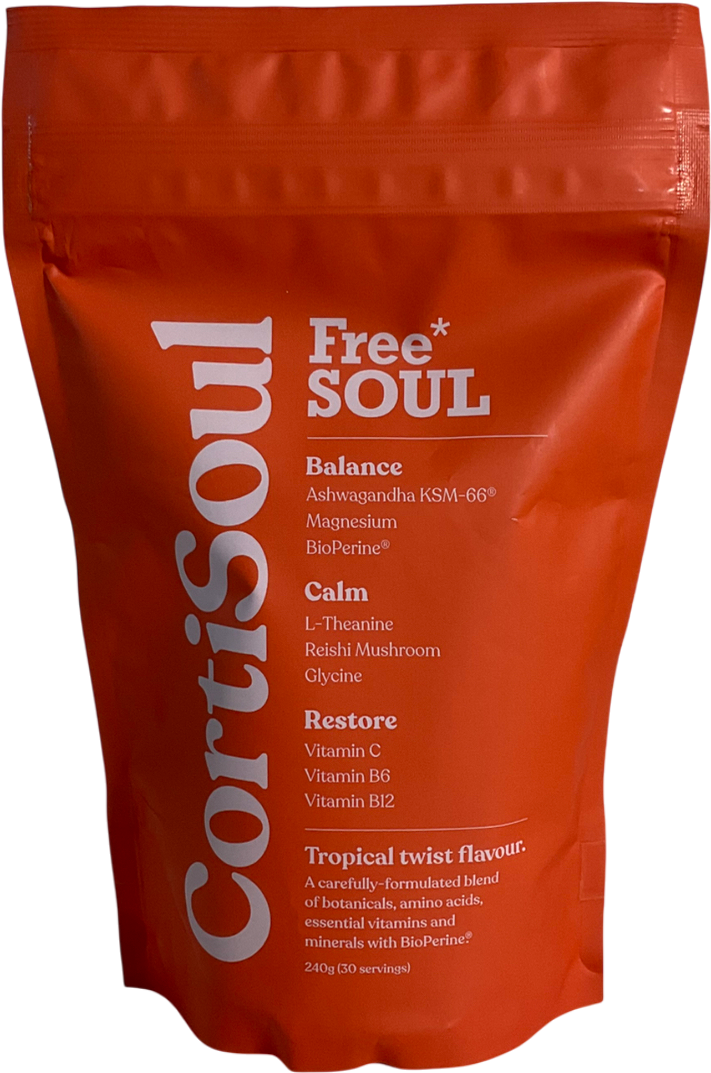 CortiSoul
Free*
SOUL
Balance
Ashwagandha KSM-66®
Magnesium
BioPerine®
Calm
L-Theanine
Reishi Mushroom
Glycine
Restore
Vitamin C
Vitamin B6
Vitamin B12
Tropical twist flavour.
A carefully-formulated blend
of botanicals, amino acids,
essential vitamins and
minerals with BioPerine®.
240g (30 servings)